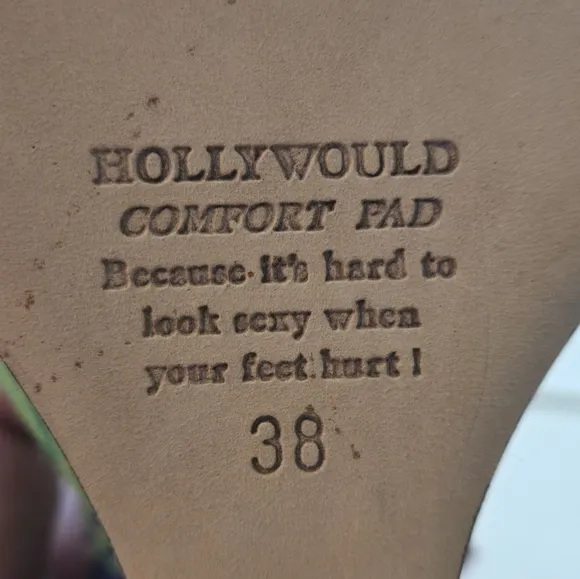 HOLLYWOULD
COMFORT PAD
Because it's hard to
look sexy when
your feet hurt!
38